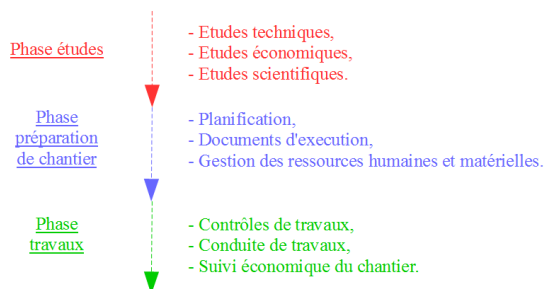 Phase études
- Etudes techniques,
- Etudes économiques,
- Etudes scientifiques.
Phase
préparation
de chantier
- Planification,
- Documents d'execution,
- Gestion des ressources humaines et matérielles.
Phase
travaux
- Contrôles de travaux,
- Conduite de travaux,
- Suivi économique du chantier.